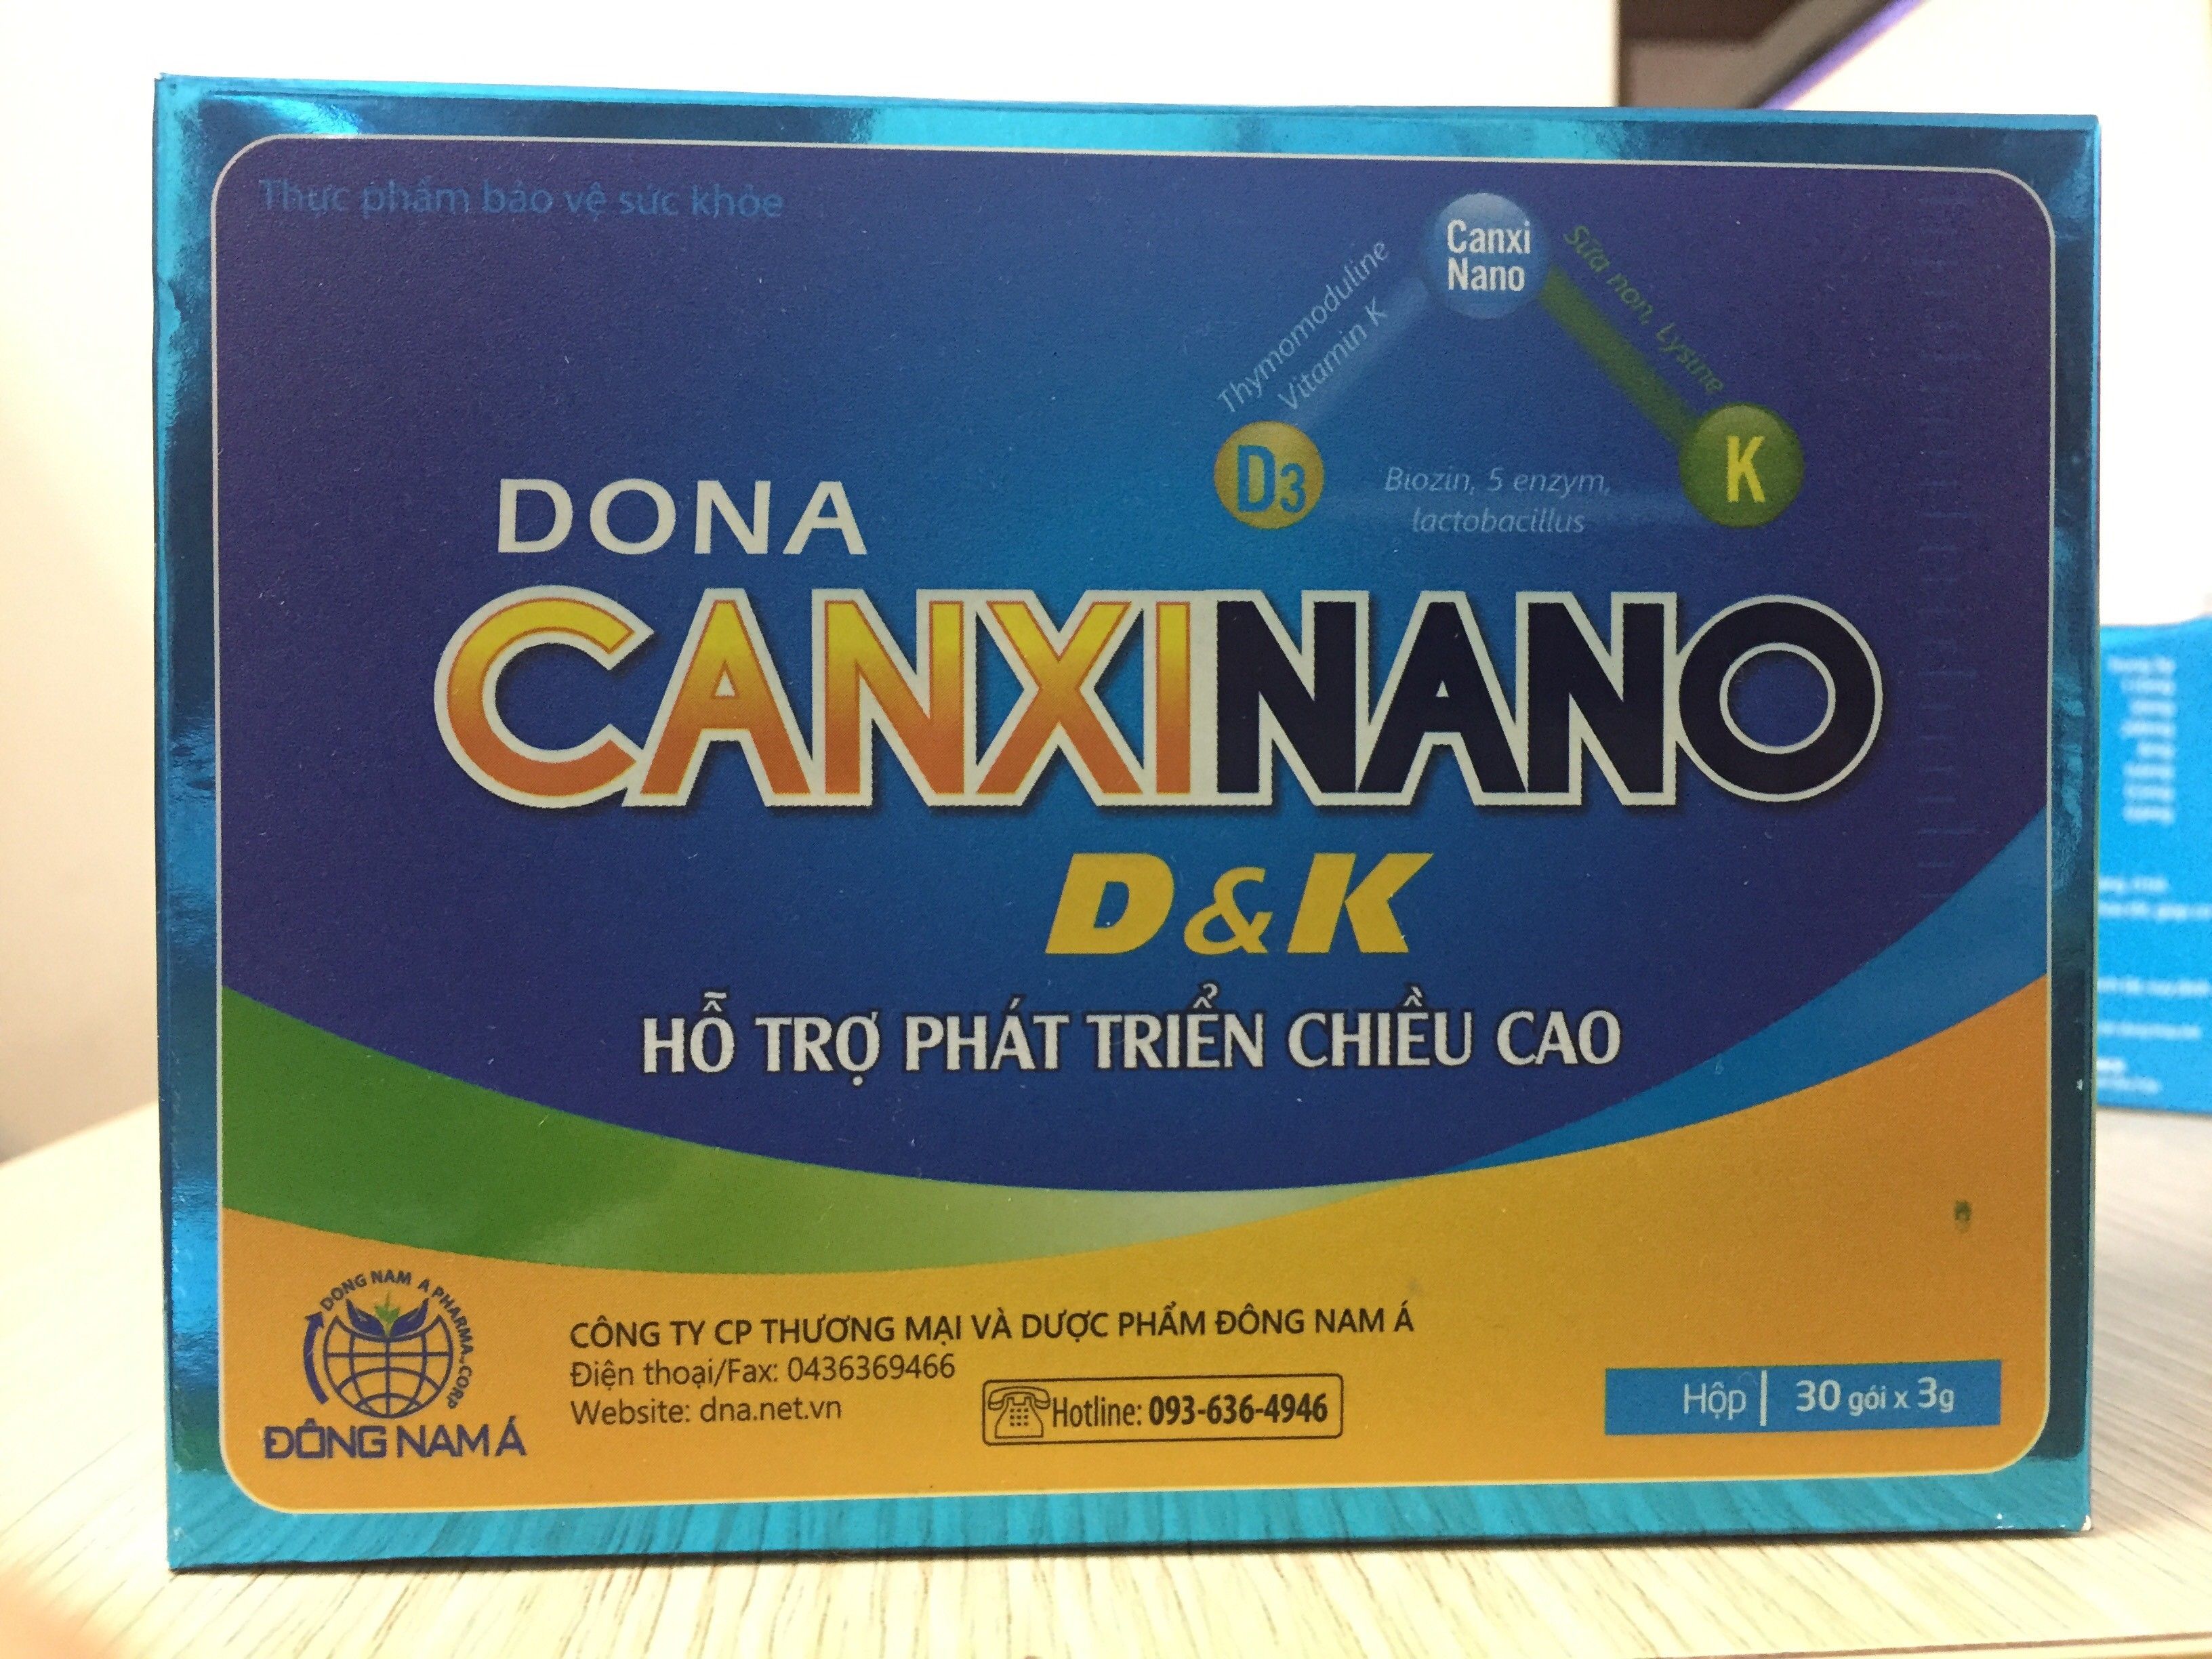 Thực phẩm bảo vệ sức khỏe
Canxi
Nano
Thymomoduline
Vitamin K
Sữa non, Lysine
D3
K
Biozin, 5 enzym,
lactobacillus
DONA
CANXINANO
D&K
HỖ TRỢ PHÁT TRIỂN CHIỀU CAO
DONG NAM A PHARMA.,CORP
ĐÔNG NAM Á
CÔNG TY CP THƯƠNG MẠI VÀ DƯỢC PHẨM ĐÔNG NAM Á
Điện thoại/Fax: 0436369466
Website: dna.net.vn
Hotline: 093-636-4946
Hộp | 30 gói x 3g